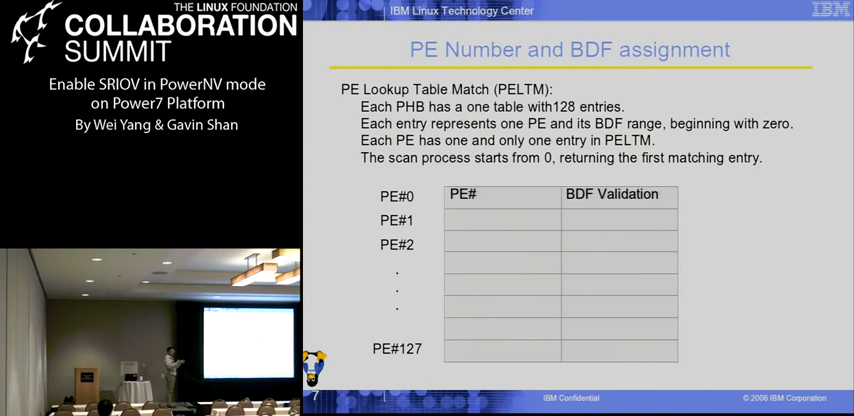 THE LINUX FOUNDATION
COLLABORATION
SUMMIT
Enable SRIOV in PowerNV mode
on Power7 Platform
By Wei Yang & Gavin Shan
IBM Linux Technology Center
IBM
PE Number and BDF assignment
PE Lookup Table Match (PELTM):
Each PHB has a one table with128 entries.
Each entry represents one PE and its BDF range, beginning with zero.
Each PE has one and only one entry in PELTM.
The scan process starts from 0, returning the first matching entry.
PE#0 PE# BDF Validation
PE#1
PE#2
.
.
.
PE#127
7 IBM Confidential © 2006 IBM Corporation